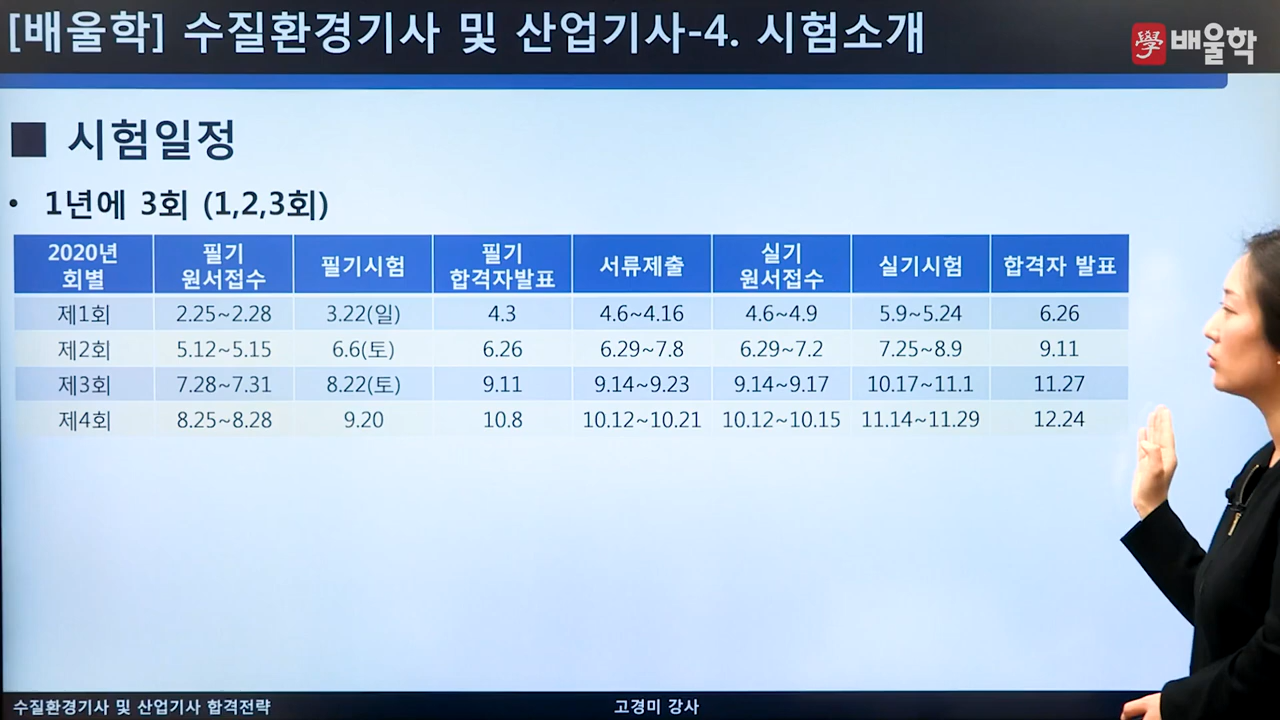 [배울학] 수질환경기사 및 산업기사-4. 시험소개
學 배울학
■ 시험일정
• 1년에 3회 (1,2,3회)
2020년 회별 필기 원서접수 필기시험 필기 합격자발표 서류제출 실기 원서접수 실기시험 합격자 발표
제1회 2.25~2.28 3.22(일) 4.3 4.6~4.16 4.6~4.9 5.9~5.24 6.26
제2회 5.12~5.15 6.6(토) 6.26 6.29~7.8 6.29~7.2 7.25~8.9 9.11
제3회 7.28~7.31 8.22(토) 9.11 9.14~9.23 9.14~9.17 10.17~11.1 11.27
제4회 8.25~8.28 9.20 10.8 10.12~10.21 10.12~10.15 11.14~11.29 12.24
수질환경기사 및 산업기사 합격전략 고경미 강사